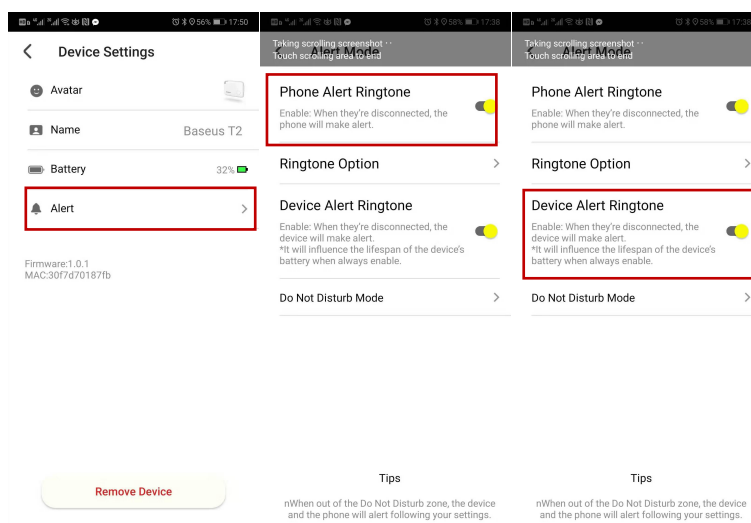 56% 17:50
Device Settings
Avatar
Name
Baseus T2
Battery
32%
Alert
Firmware:1.0.1
MAC:30f7d70187fb
Remove Device
58% 17:38
Taking scrolling screenshot ··
Touch scrolling area to end
Alert Mode
Phone Alert Ringtone
Enable: When they're disconnected, the
phone will make alert.
Ringtone Option
Device Alert Ringtone
Enable: When they're disconnected, the
device will make alert.
*It will influence the lifespan of the device's
battery when always enable.
Do Not Disturb Mode
Tips
nWhen out of the Do Not Disturb zone, the device
and the phone will alert following your settings.
58% 17:38
Taking scrolling screenshot ··
Touch scrolling area to end
Alert Mode
Phone Alert Ringtone
Enable: When they're disconnected, the
phone will make alert.
Ringtone Option
Device Alert Ringtone
Enable: When they're disconnected, the
device will make alert.
*It will influence the lifespan of the device's
battery when always enable.
Do Not Disturb Mode
Tips
nWhen out of the Do Not Disturb zone, the device
and the phone will alert following your settings.